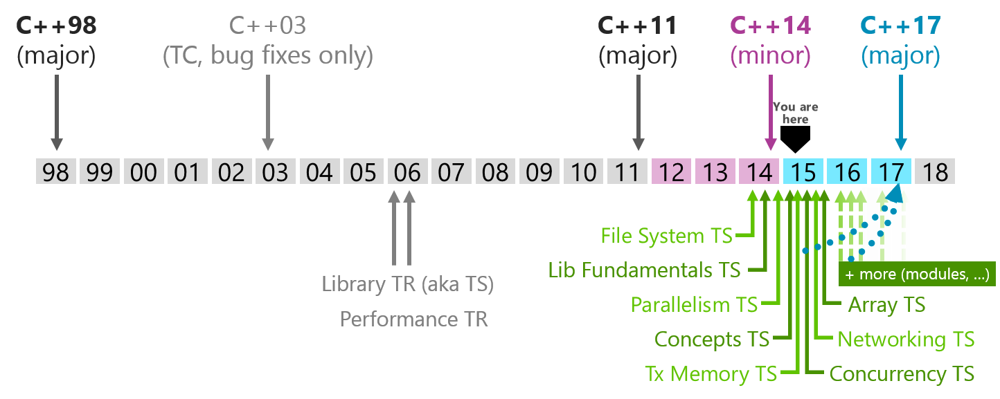 C++98
(major)
C++03
(TC, bug fixes only)
C++11
(major)
C++14
(minor)
C++17
(major)
You are
here
98 99 00 01 02 03 04 05 06 07 08 09 10 11 12 13 14 15 16 17 18
File System TS
Lib Fundamentals TS
+ more (modules, ...)
Library TR (aka TS)
Parallelism TS
Array TS
Performance TR
Concepts TS
Networking TS
Tx Memory TS
Concurrency TS